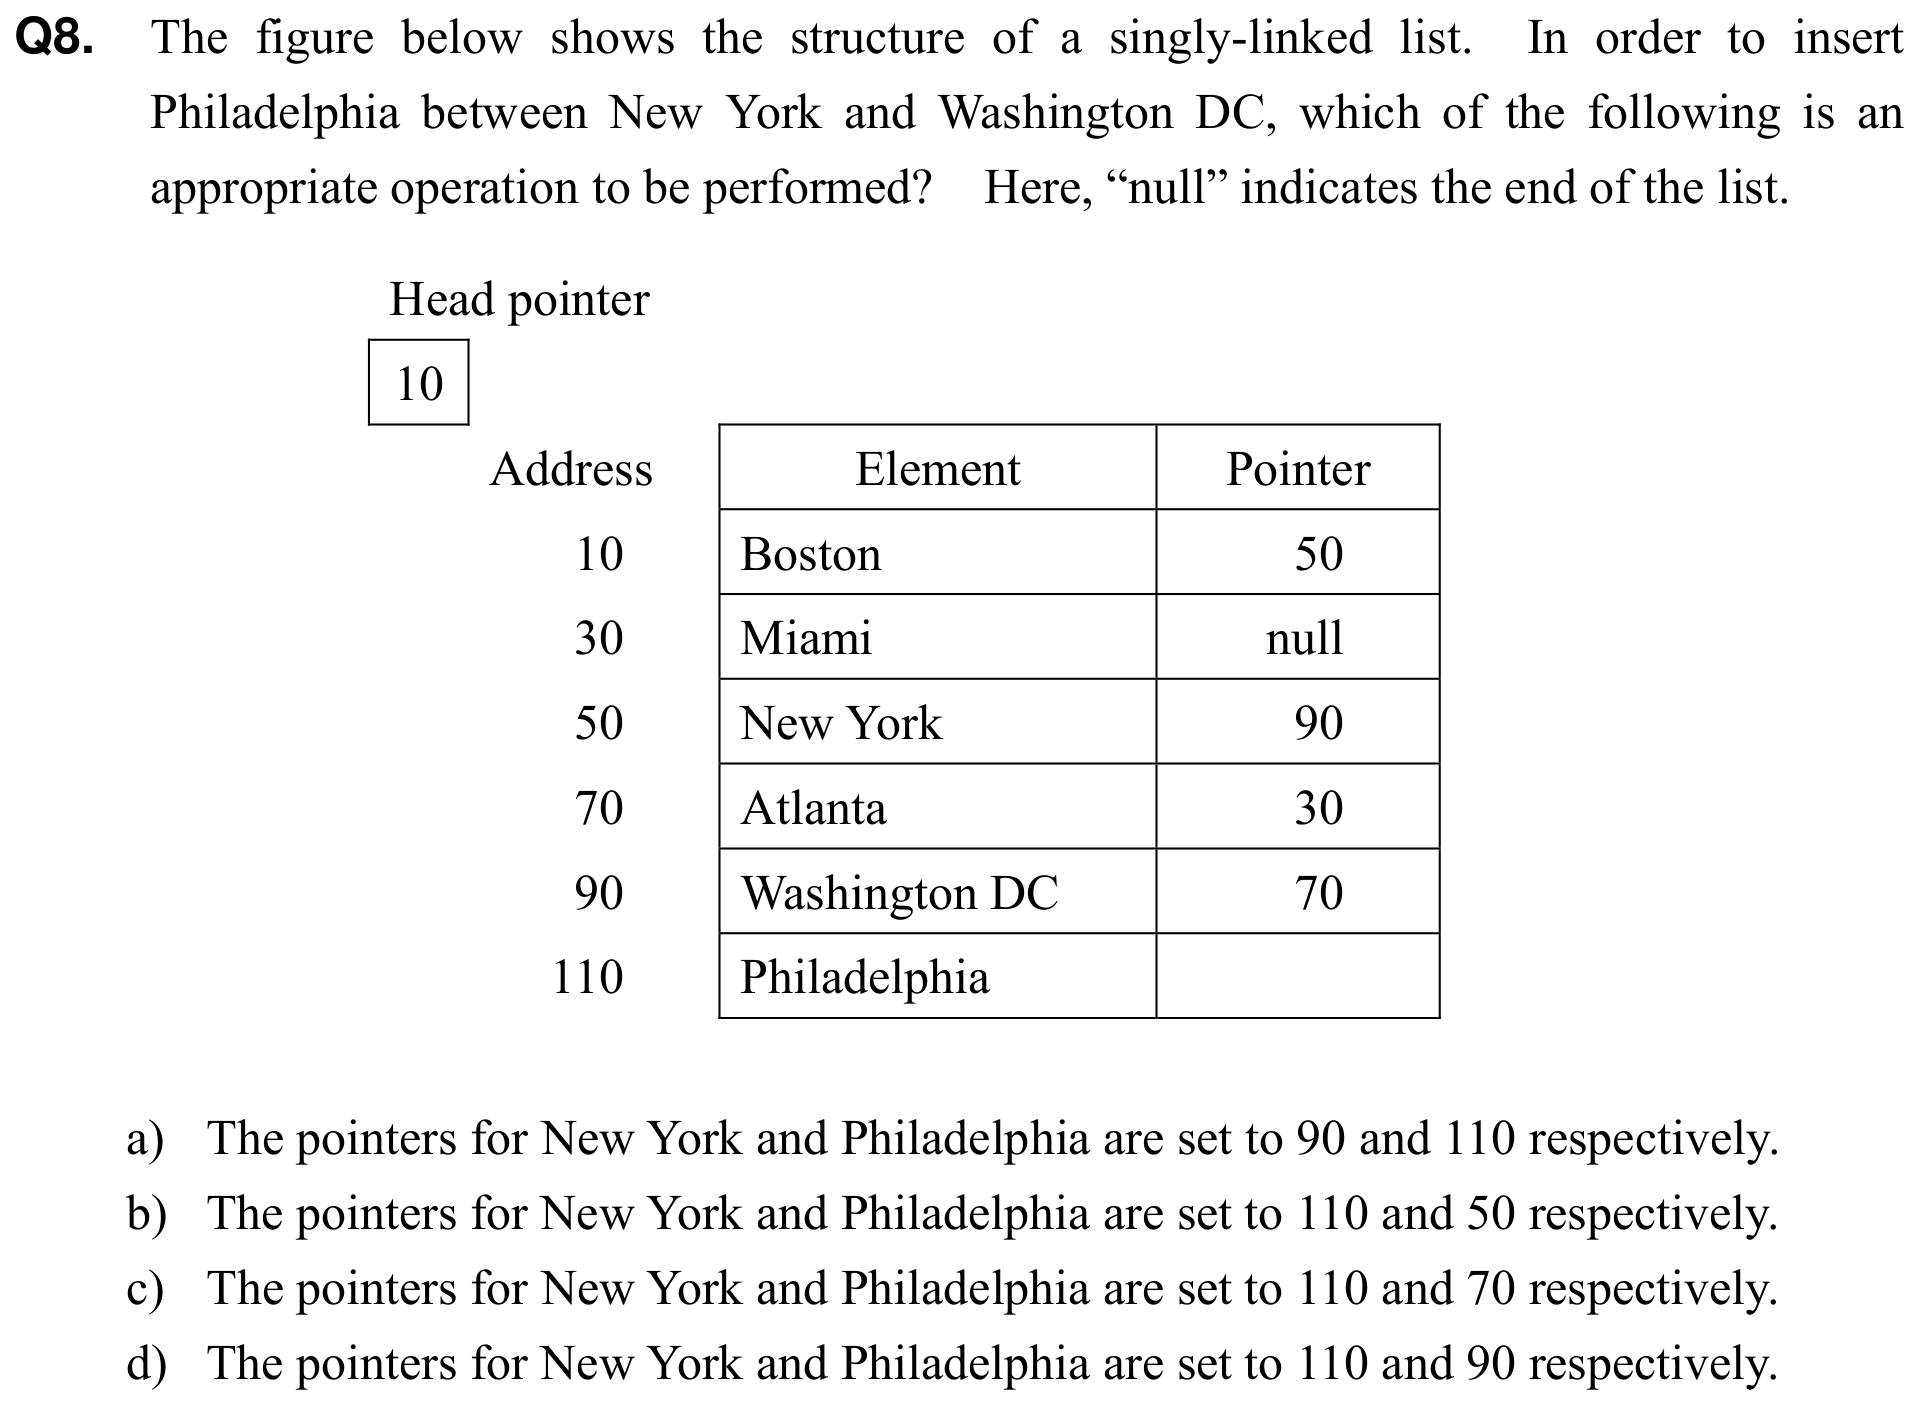 Q8. The figure below shows the structure of a singly-linked list. In order to insert
Philadelphia between New York and Washington DC, which of the following is an
appropriate operation to be performed? Here, “null” indicates the end of the list.
Head pointer
10
Address Element Pointer
10 Boston 50
30 Miami null
50 New York 90
70 Atlanta 30
90 Washington DC 70
110 Philadelphia
a) The pointers for New York and Philadelphia are set to 90 and 110 respectively.
b) The pointers for New York and Philadelphia are set to 110 and 50 respectively.
c) The pointers for New York and Philadelphia are set to 110 and 70 respectively.
d) The pointers for New York and Philadelphia are set to 110 and 90 respectively.